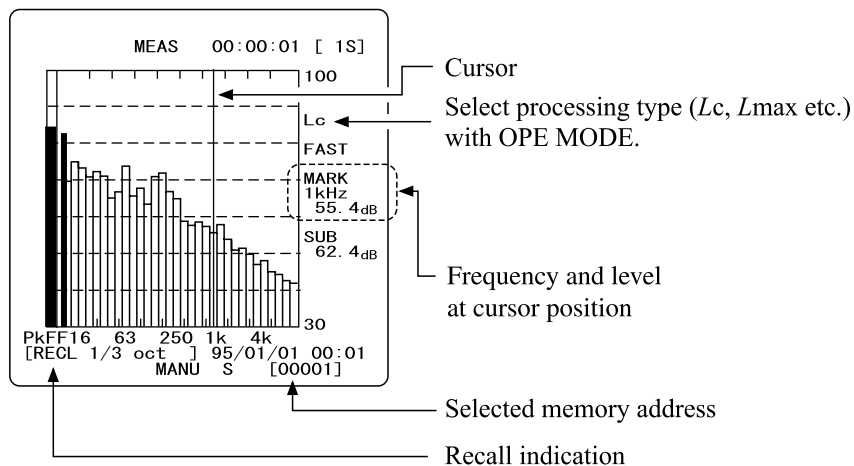 MEAS 00:00:01 [ 1S]
100
Lc
FAST
MARK
1kHz
55.4dB
SUB
62.4dB
30
PkFF16 63 250 1k 4k
[RECL 1/3 oct ] 95/01/01 00:01
MANU S [00001]
Cursor
Select processing type (Lc, Lmax etc.)
with OPE MODE.
Frequency and level
at cursor position
Selected memory address
Recall indication